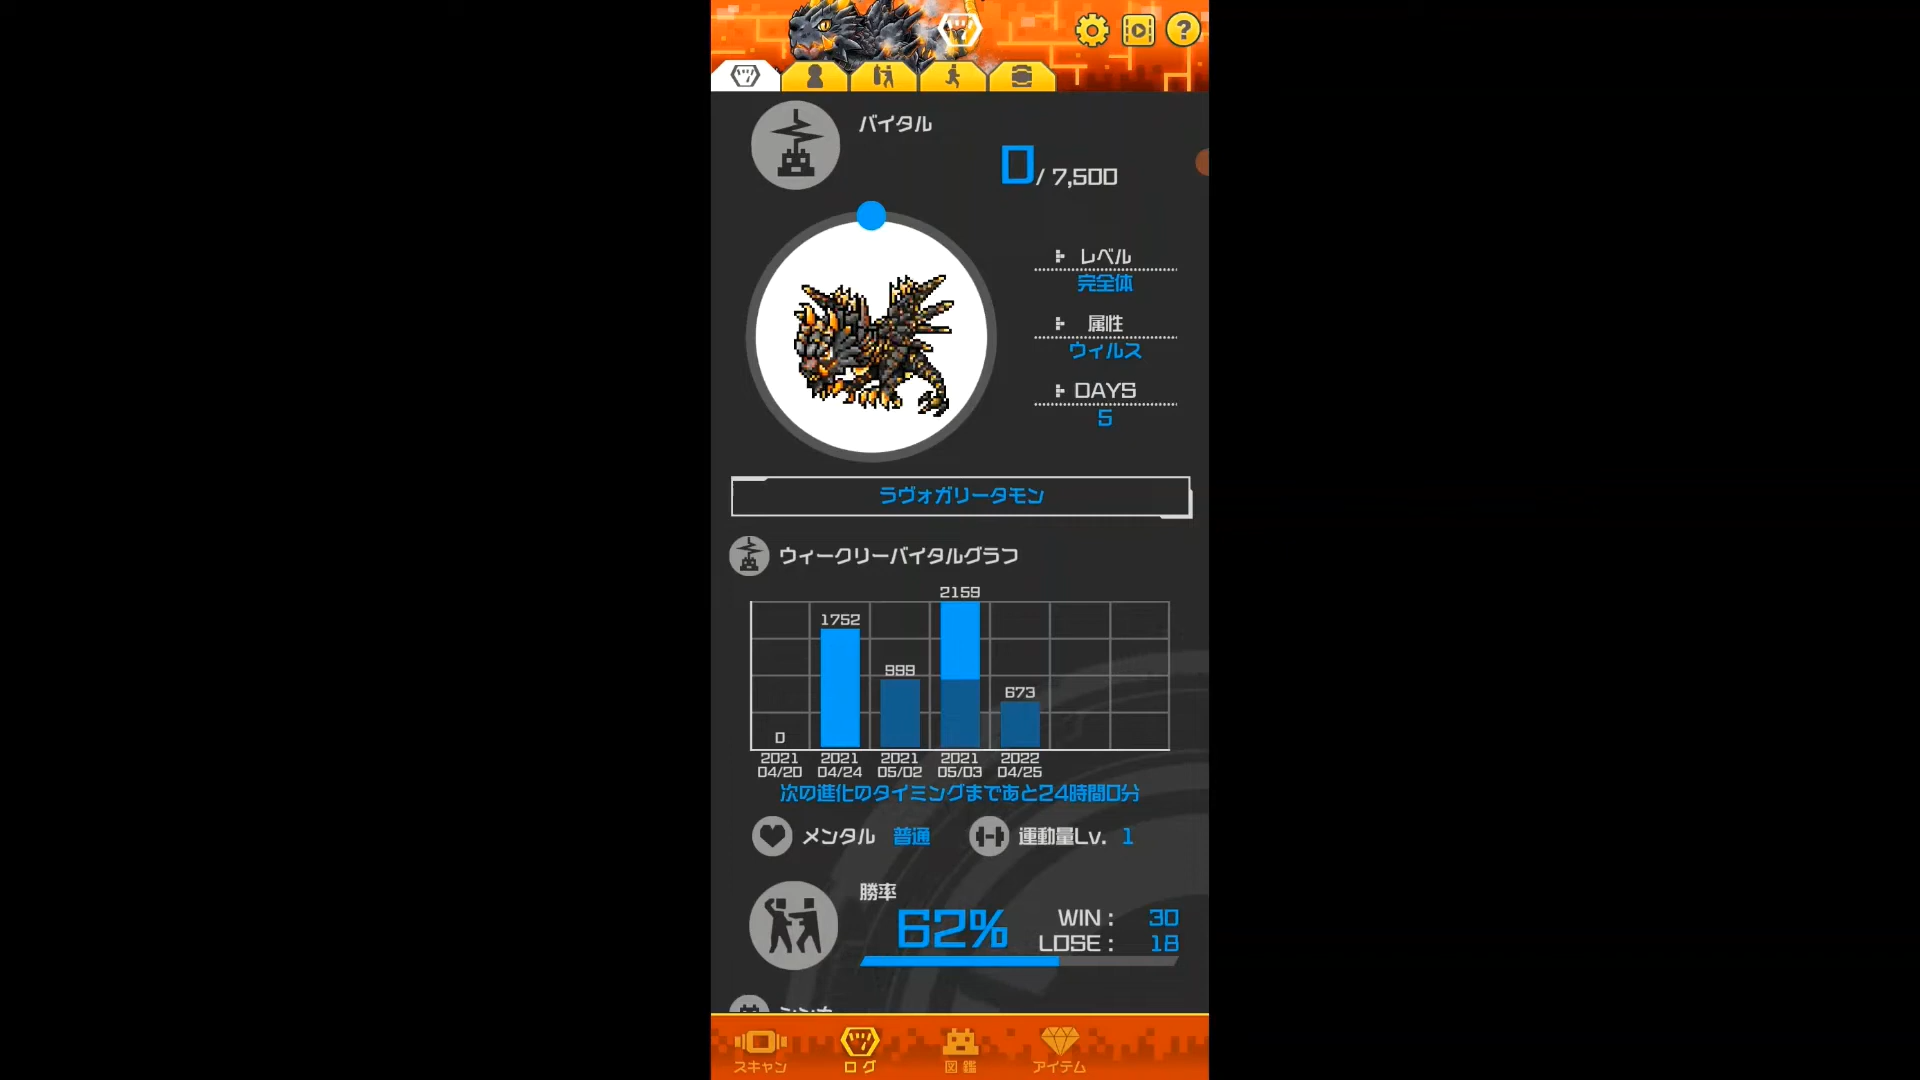 バイタル
0/ 7,500
レベル
完全体
属性
ウィルス
DAYS
5
ラヴォガリータモン
ウィークリーバイタルグラフ
2159
1752
999
673
0
2021 2021 2021 2021 2022
04/20 04/24 05/02 05/03 04/25
次の進化のタイミングまであと24時間0分
メンタル 普通 運動量Lv. 1
勝率
62% WIN : 30
LOSE : 18
スキャン ログ 図鑑 アイテム